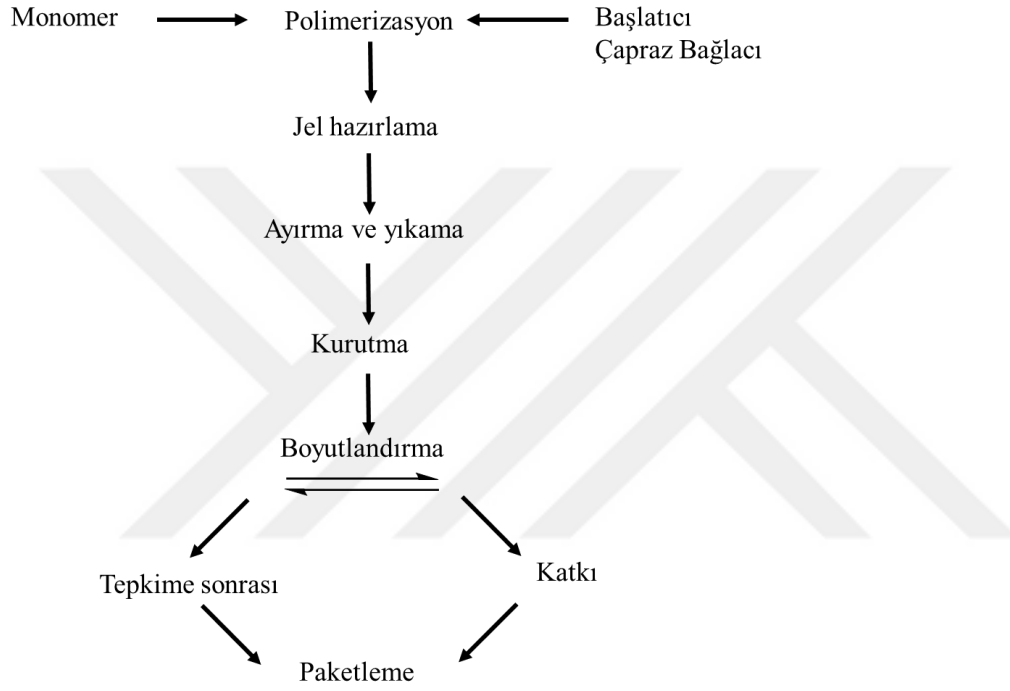 Monomer
Polimerizasyon
Başlatıcı
Çapraz Bağlacı
Jel hazırlama
Ayırma ve yıkama
Kurutma
Boyutlandırma
Tepkime sonrası
Katkı
Paketleme